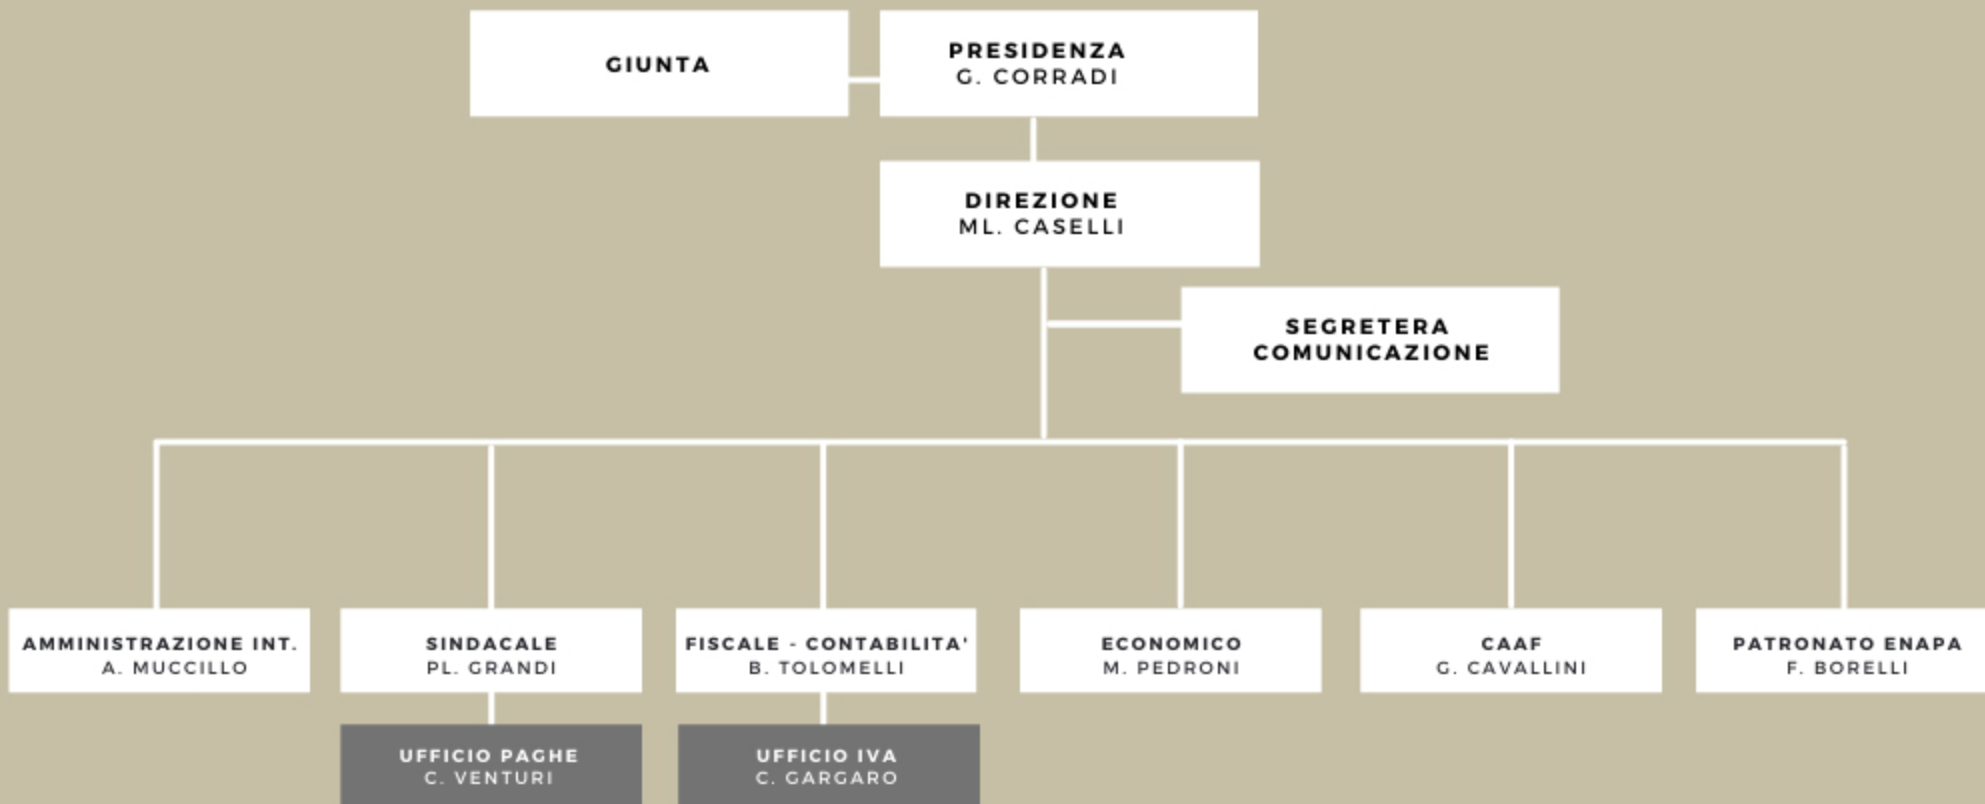 GIUNTA
PRESIDENZA
G. CORRADI
DIREZIONE
ML. CASELLI
SEGRETERA
COMUNICAZIONE
AMMINISTRAZIONE INT.
A. MUCCILLO
SINDACALE
PL. GRANDI
FISCALE - CONTABILITA'
B. TOLOMELLI
ECONOMICO
M. PEDRONI
CAAF
G. CAVALLINI
PATRONATO ENAPA
F. BORELLI
UFFICIO PAGHE
C. VENTURI
UFFICIO IVA
C. GARGARO